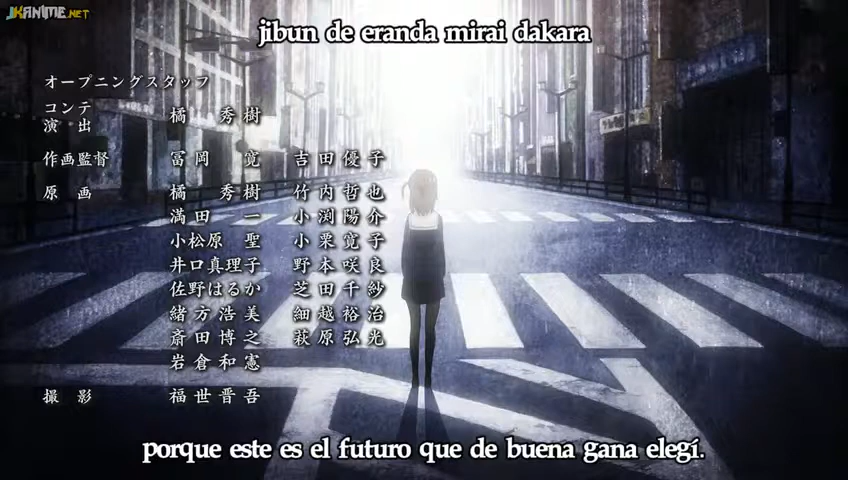 JKANIME.NET
jibun de eranda mirai dakara
オープニングスタッフ
コンテ
演出 橘 秀樹
作画監督 冨岡 寛 吉田優子
原画 橘 秀樹 竹内哲也
満田 一 小渕陽介
小松原 聖 小栗寛子
井口真理子 野本咲良
佐野はるか 芝田千紗
緒方浩美 細越裕治
斎田博之 萩原弘光
岩倉和憲
撮影 福世晋吾
porque este es el futuro que de buena gana elegí.